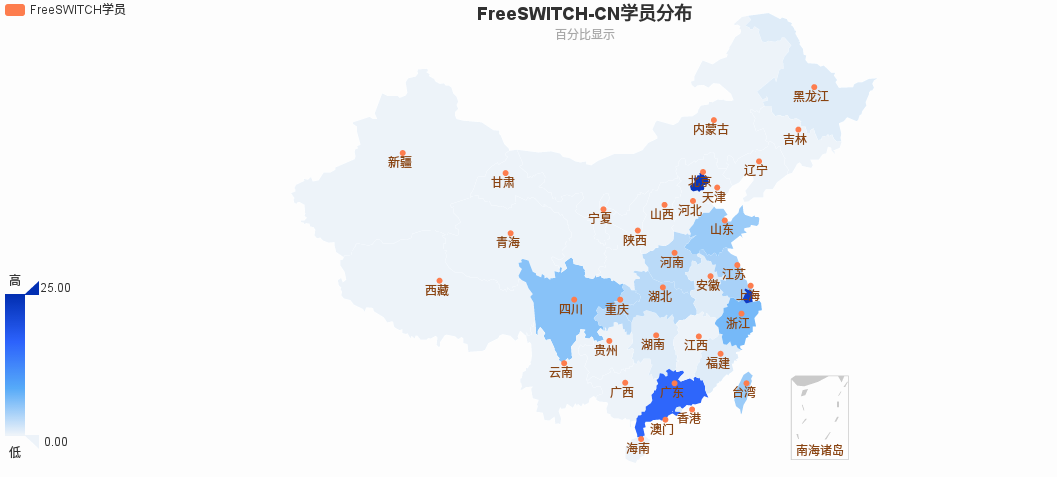 FreeSWITCH学员
FreeSWITCH-CN学员分布
百分比显示
黑龙江
内蒙古
吉林
新疆
辽宁
甘肃
北京
天津
宁夏
山西
河北
青海
陕西
山东
河南
江苏
高
25.00
西藏
安徽
湖北
上海
四川
重庆
浙江
贵州
湖南
江西
福建
云南
广西
广东
台湾
香港
澳门
0.00
低
海南
南海诸岛